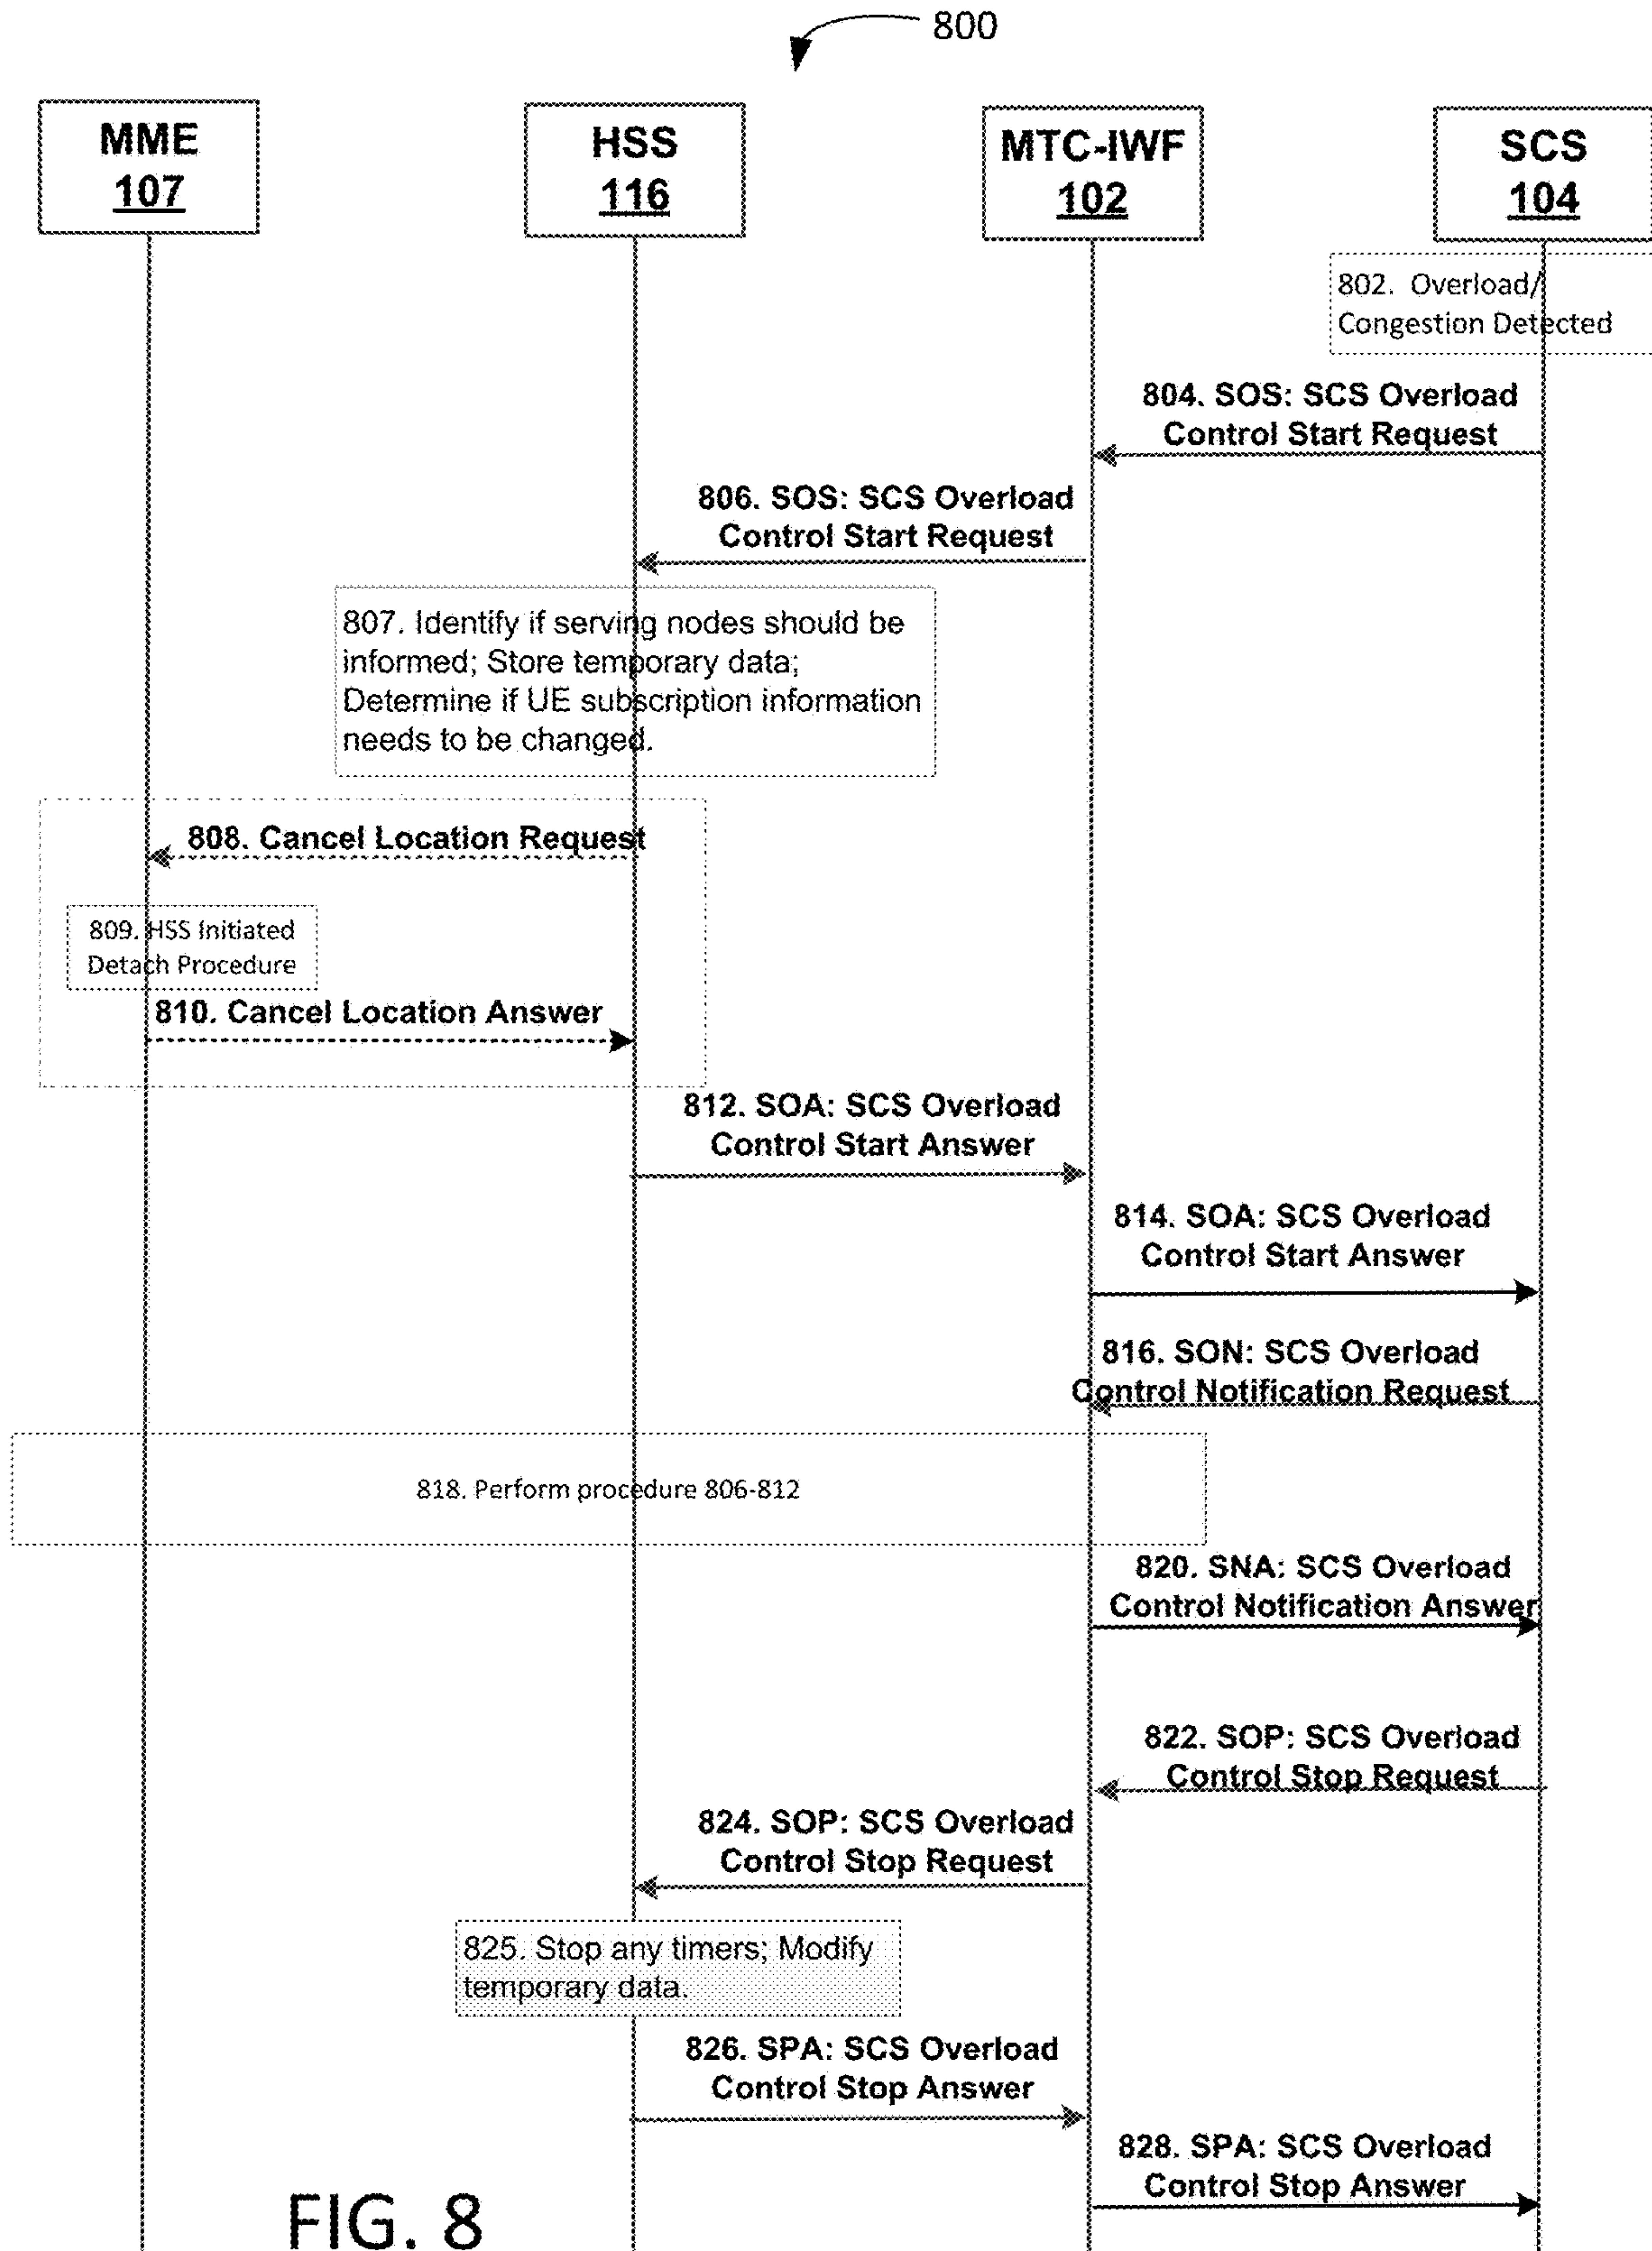 800
MME
107
HSS
116
MTC-IWF
102
SCS
104
802. Overload/
Congestion Detected
804. SOS: SCS Overload
Control Start Request
806. SOS: SCS Overload
Control Start Request
807. Identify if serving nodes should be
informed; Store temporary data;
Determine if UE subscription information
needs to be changed.
808. Cancel Location Request
809. HSS Initiated
Detach Procedure
810. Cancel Location Answer
812. SOA: SCS Overload
Control Start Answer
814. SOA: SCS Overload
Control Start Answer
816. SON: SCS Overload
Control Notification Request
818. Perform procedure 806-812
820. SNA: SCS Overload
Control Notification Answer
822. SOP: SCS Overload
Control Stop Request
824. SOP: SCS Overload
Control Stop Request
825. Stop any timers; Modify
temporary data.
826. SPA: SCS Overload
Control Stop Answer
828. SPA: SCS Overload
Control Stop Answer
FIG. 8